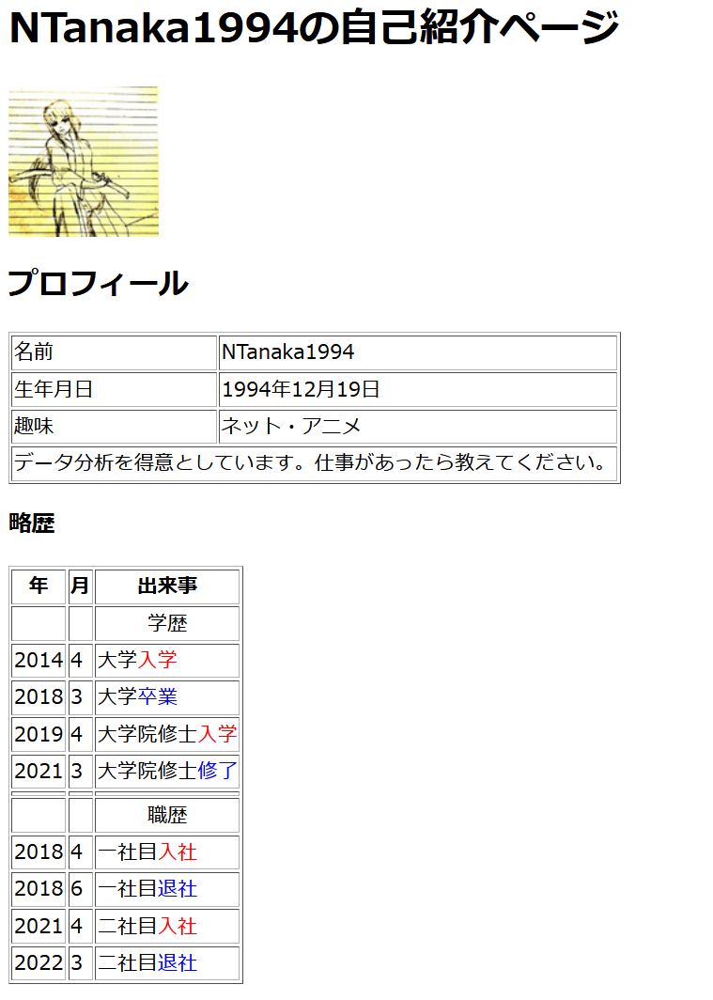 NTanaka1994の自己紹介ページ
プロフィール
名前 NTanaka1994
生年月日 1994年12月19日
趣味 ネット・アニメ
データ分析を得意としています。仕事があったら教えてください。
略歴
年 月 出来事
学歴
2014 4 大学入学
2018 3 大学卒業
2019 4 大学院修士入学
2021 3 大学院修士修了
職歴
2018 4 一社目入社
2018 6 一社目退社
2021 4 二社目入社
2022 3 二社目退社